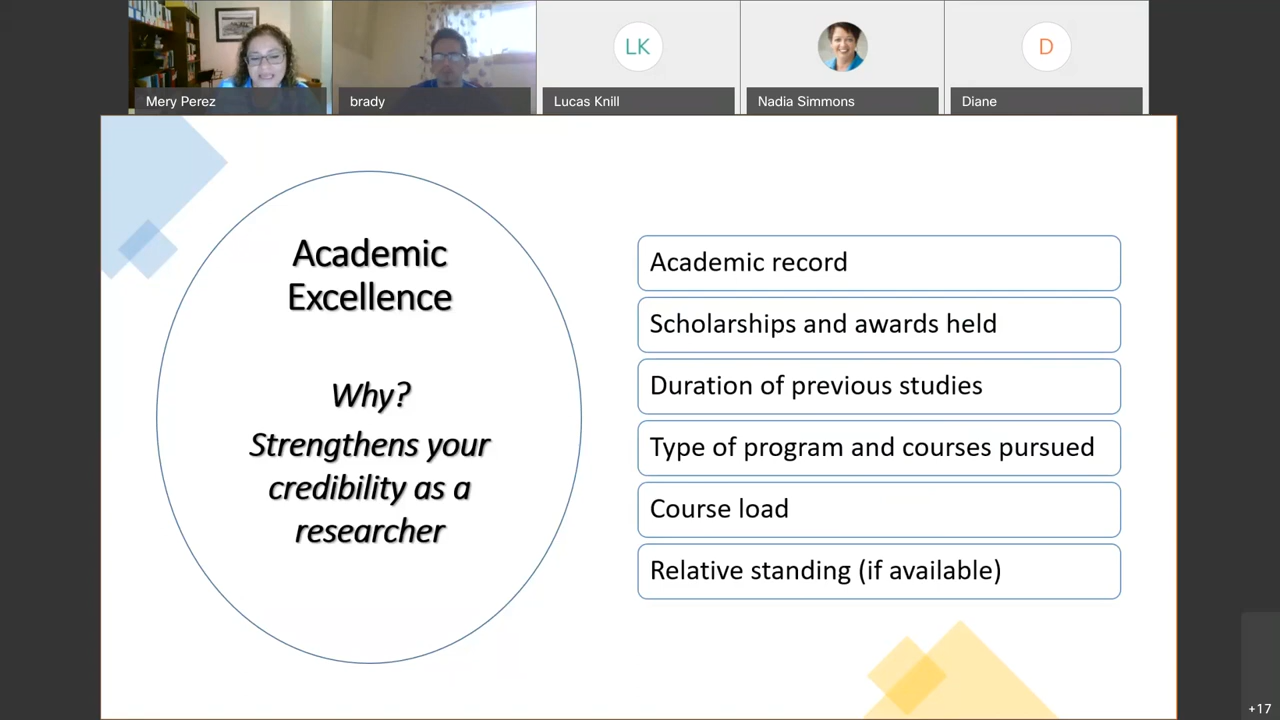 LK
D
Mery Perez
brady
Lucas Knill
Nadia Simmons
Diane
Academic
Excellence
Why?
Strengthens your
credibility as a
researcher
Academic record
Scholarships and awards held
Duration of previous studies
Type of program and courses pursued
Course load
Relative standing (if available)
+17